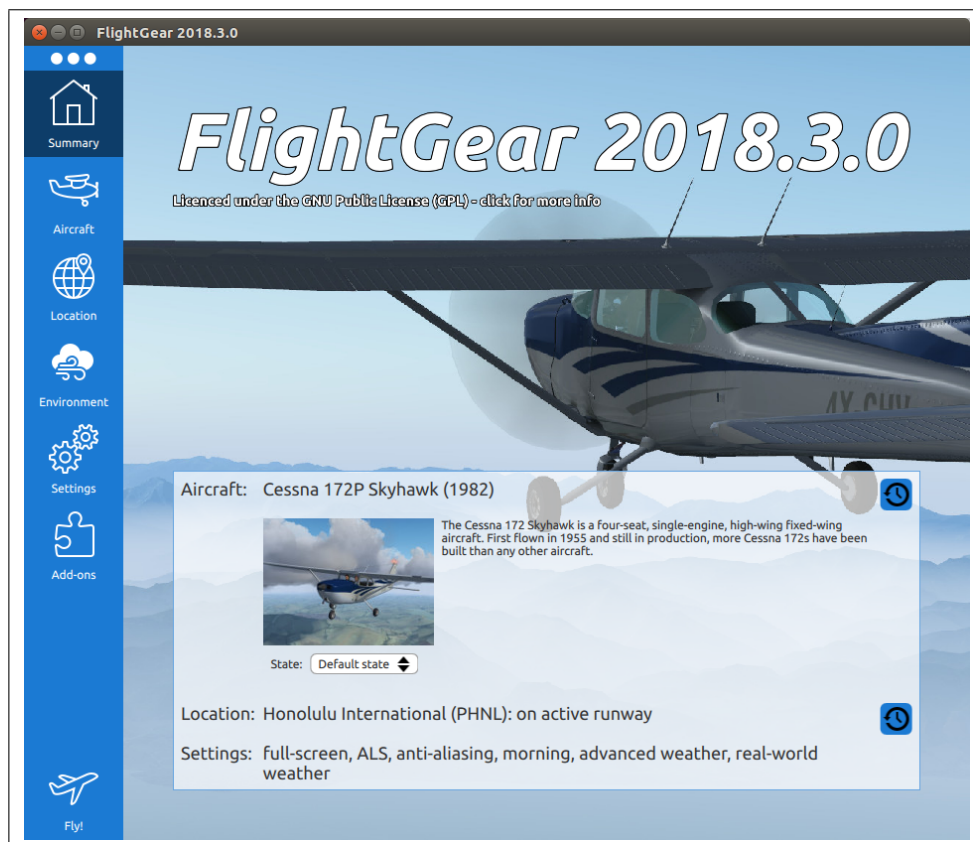 FlightGear 2018.3.0
Summary
Aircraft
Location
Environment
Settings
Add-ons
Fly!
FlightGear 2018.3.0
Licenced under the GNU Public License (GPL) - click for more info
4X-CHV
Aircraft: Cessna 172P Skyhawk (1982)
The Cessna 172 Skyhawk is a four-seat, single-engine, high-wing fixed-wing
aircraft. First flown in 1955 and still in production, more Cessna 172s have been
built than any other aircraft.
State: Default state
Location: Honolulu International (PHNL): on active runway
Settings: full-screen, ALS, anti-aliasing, morning, advanced weather, real-world
weather